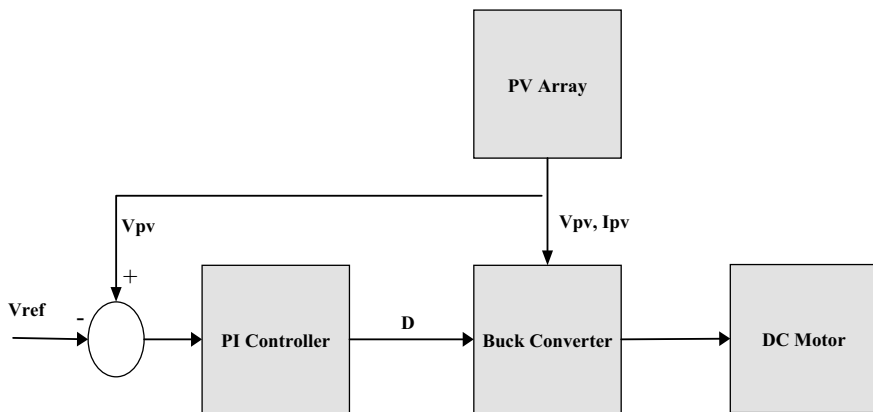 PV Array
Vpv
Vpv, Ipv
+
Vref
-
PI Controller
D
Buck Converter
DC Motor